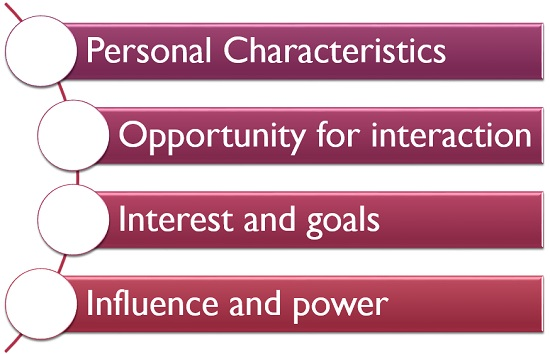 Personal Characteristics
Opportunity for interaction
Interest and goals
Influence and power